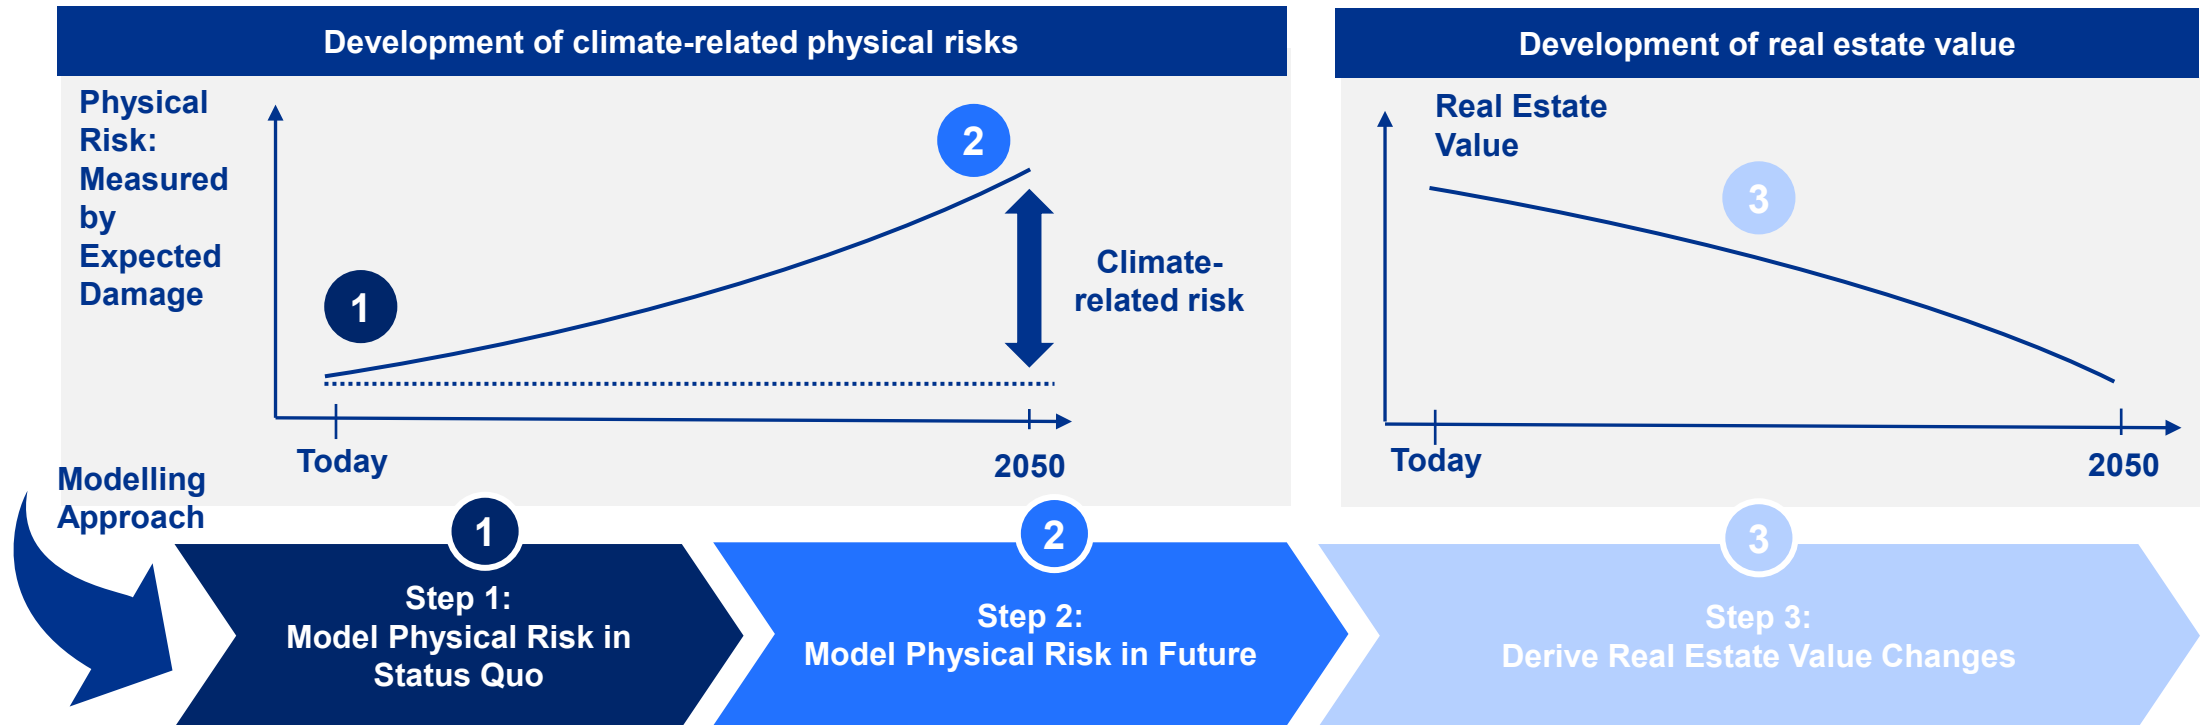 Development of climate-related physical risks
Physical
Risk:
Measured
by
Expected
Damage
1
2
Climate-
related risk
Today
2050
Development of real estate value
Real Estate
Value
3
Today
2050
Modelling
Approach
1
Step 1:
Model Physical Risk in
Status Quo
2
Step 2:
Model Physical Risk in Future
3
Step 3:
Derive Real Estate Value Changes